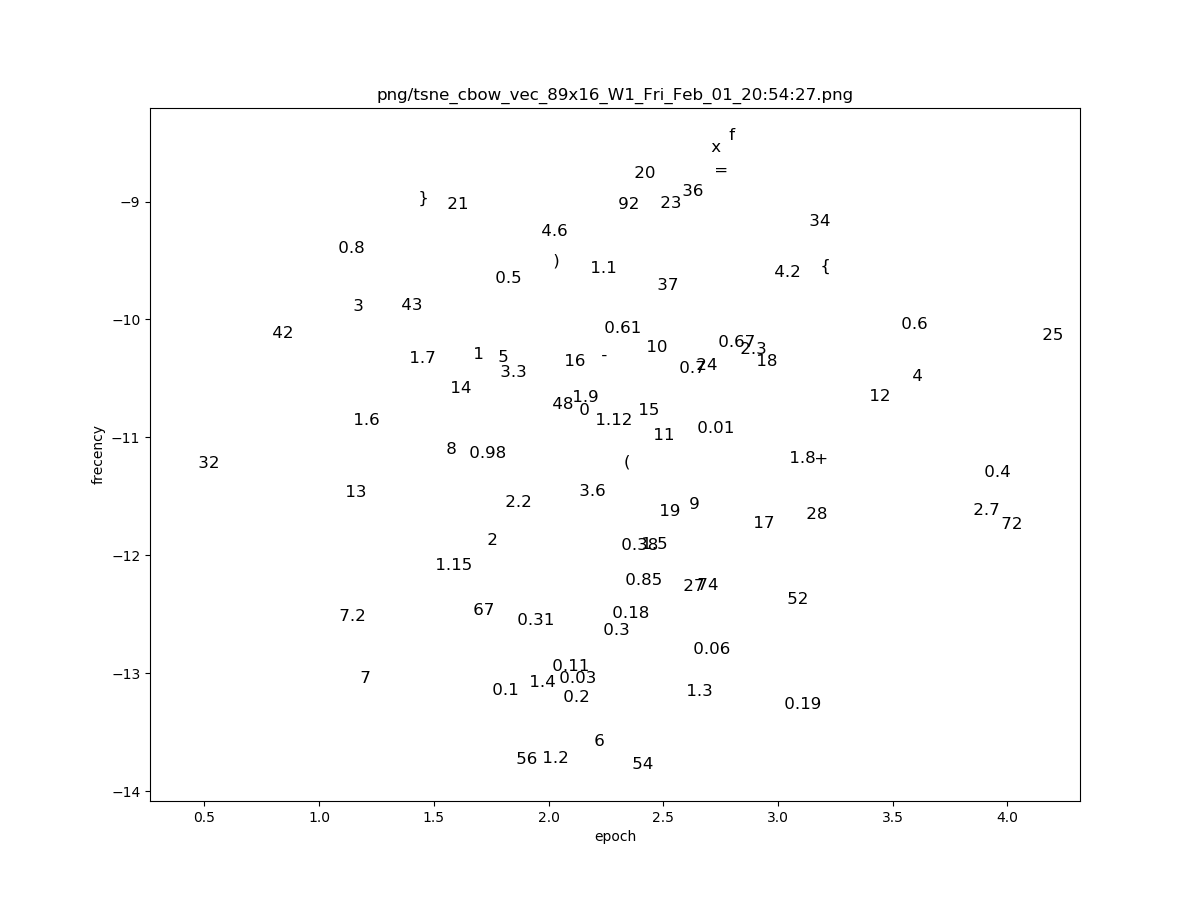 png/tsne_cbow_vec_89x16_W1_Fri_Feb_01_20:54:27.png
f
x
20 =
36
} 21 92 23
34
4.6
0.8 ) 1.1 4.2 {
0.5 37
3 43
42 0.61 0.6 25
10 0.67 2.3
1.7 1 5 16 - 0.7 24 18
3.3 4
14 12
48 1.9
0 15
1.6 1.12 0.01
11
8 0.98
32 ( 1.8 + 0.4
13 3.6
2.2 19 9 28 2.7
17 72
2 0.38 1.5
1.15
0.85 27 74
52
7.2 67 0.31 0.18
0.3
0.06
7 0.11
1.4 0.03
0.1 0.2 1.3
0.19
6
56 1.2 54
−9
−10
−11
−12
−13
−14
frecency
0.5 1.0 1.5 2.0 2.5 3.0 3.5 4.0
epoch